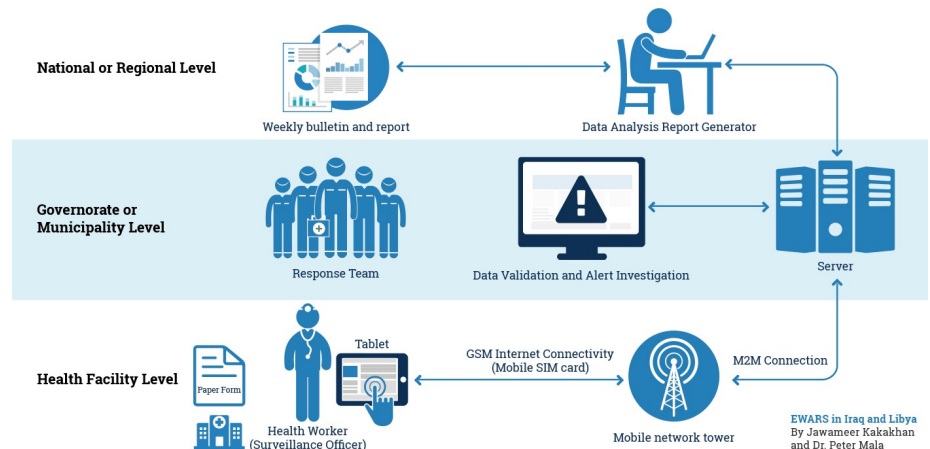 National or Regional Level
Weekly bulletin and report
Data Analysis Report Generator
Governorate or
Municipality Level
Response Team
Data Validation and Alert Investigation
Server
Health Facility Level
Paper Form
Tablet
Health Worker
(Surveillance Officer)
GSM Internet Connectivity
(Mobile SIM card)
Mobile network tower
M2M Connection
EWARS in Iraq and Libya
By Jawameer Kakakhan
and Dr. Peter Mala